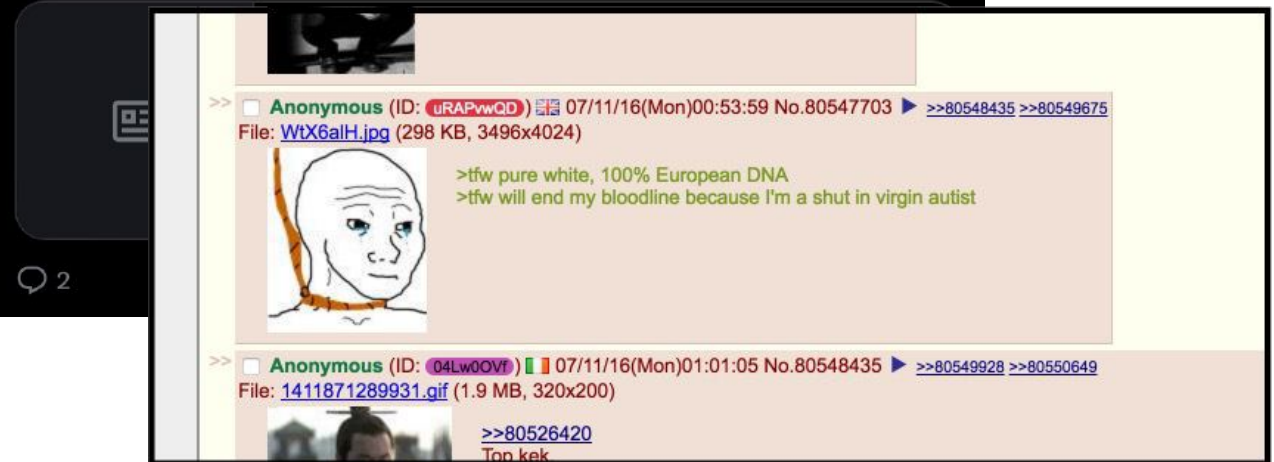 >> Anonymous (ID: uRAPvwQD) 07/11/16(Mon)00:53:59 No.80547703 ▶ >>80548435 >>80549675
File: WtX6alH.jpg (298 KB, 3496x4024)
>tfw pure white, 100% European DNA
>tfw will end my bloodline because I'm a shut in virgin autist
2
>> Anonymous (ID: 04Lw0OVf) 07/11/16(Mon)01:01:05 No.80548435 ▶ >>80549928 >>80550649
File: 1411871289931.gif (1.9 MB, 320x200)
>>80526420
Top kek